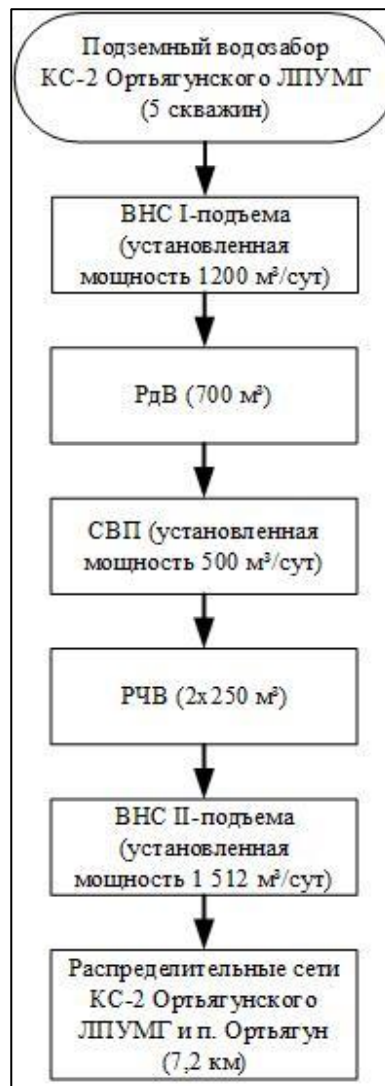 Подземный водозабор
КС-2 Ортьягунского ЛПУМГ
(5 скважин)
ВНС I-подъема
(установленная
мощность 1200 м³/сут)
РдВ (700 м³)
СВП (установленная
мощность 500 м³/сут)
РЧВ (2х250 м³)
ВНС II-подъема
(установленная
мощность 1 512 м³/сут)
Распределительные сети
КС-2 Ортьягунского
ЛПУМГ и п. Ортьягун
(7,2 км)